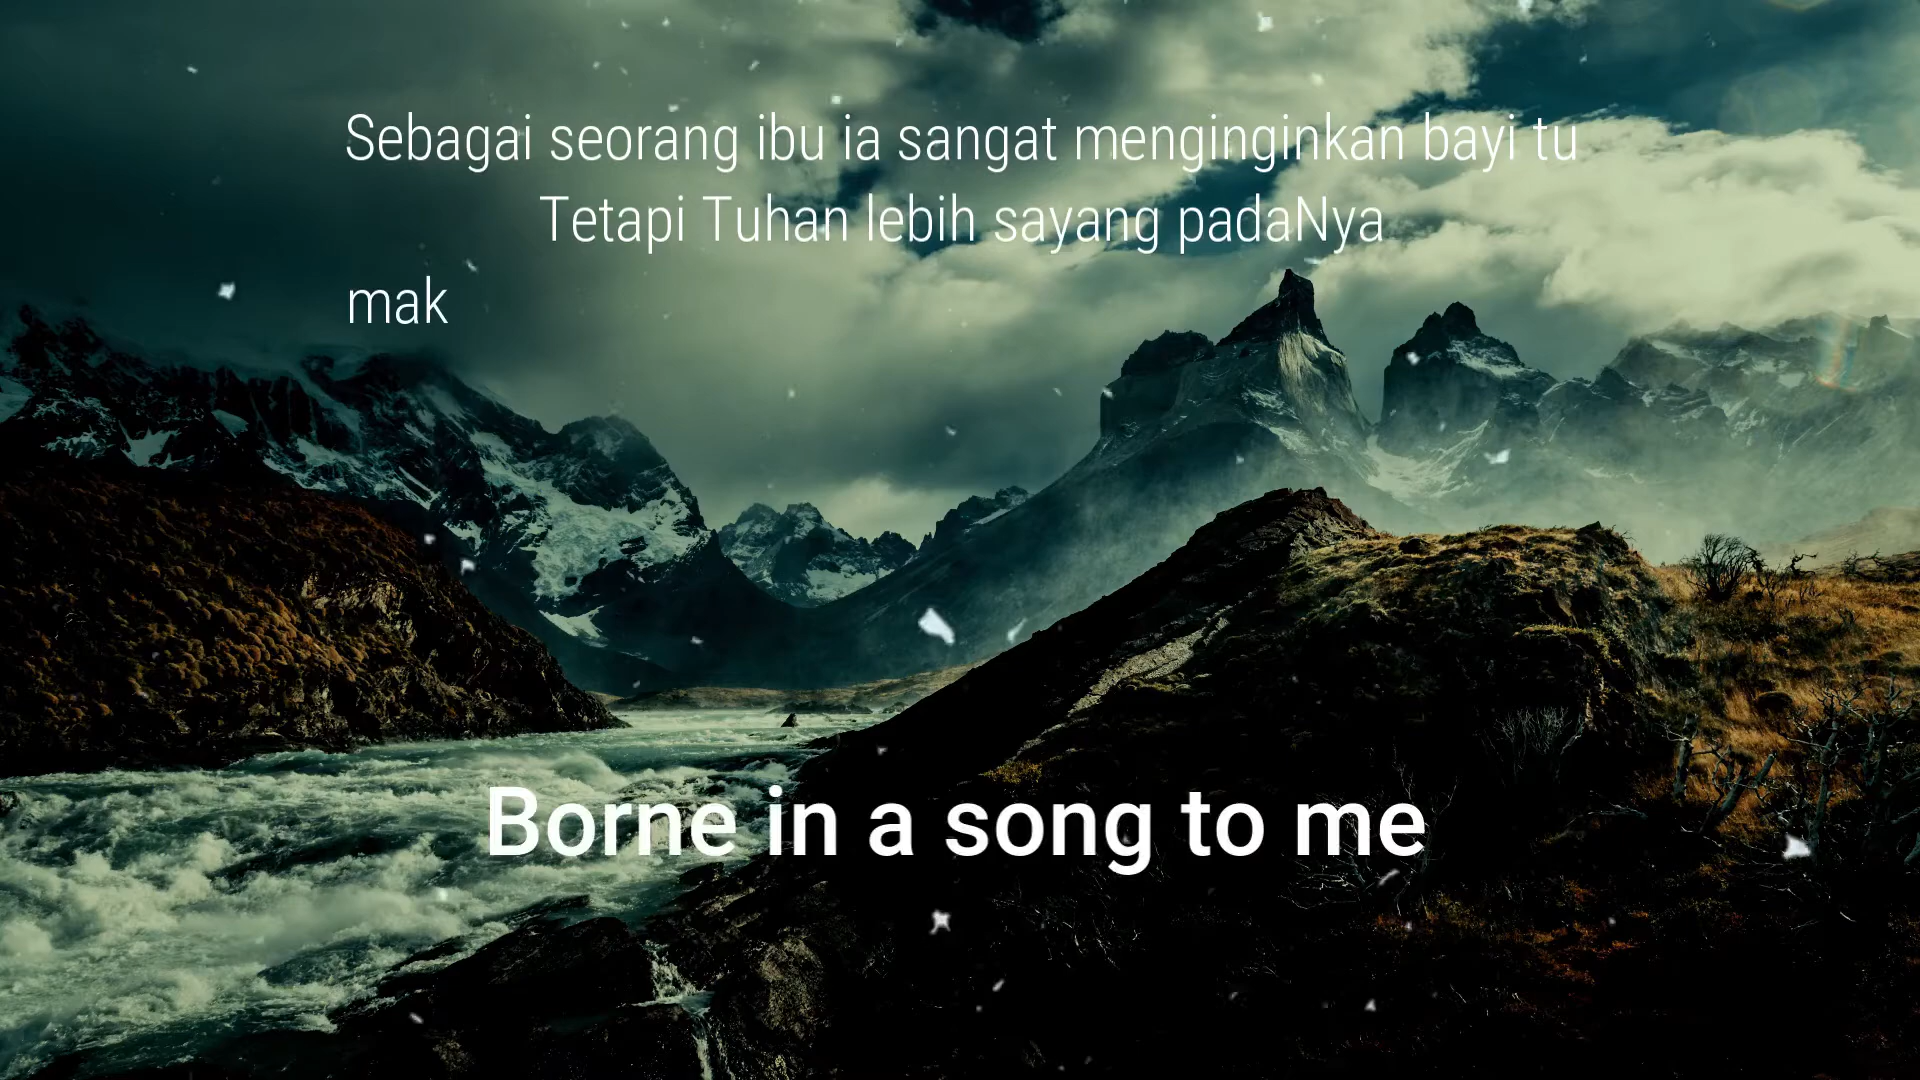 Sebagai seorang ibu ia sangat menginginkan bayi tu
Tetapi Tuhan lebih sayang padaNya
mak
Borne in a song to me